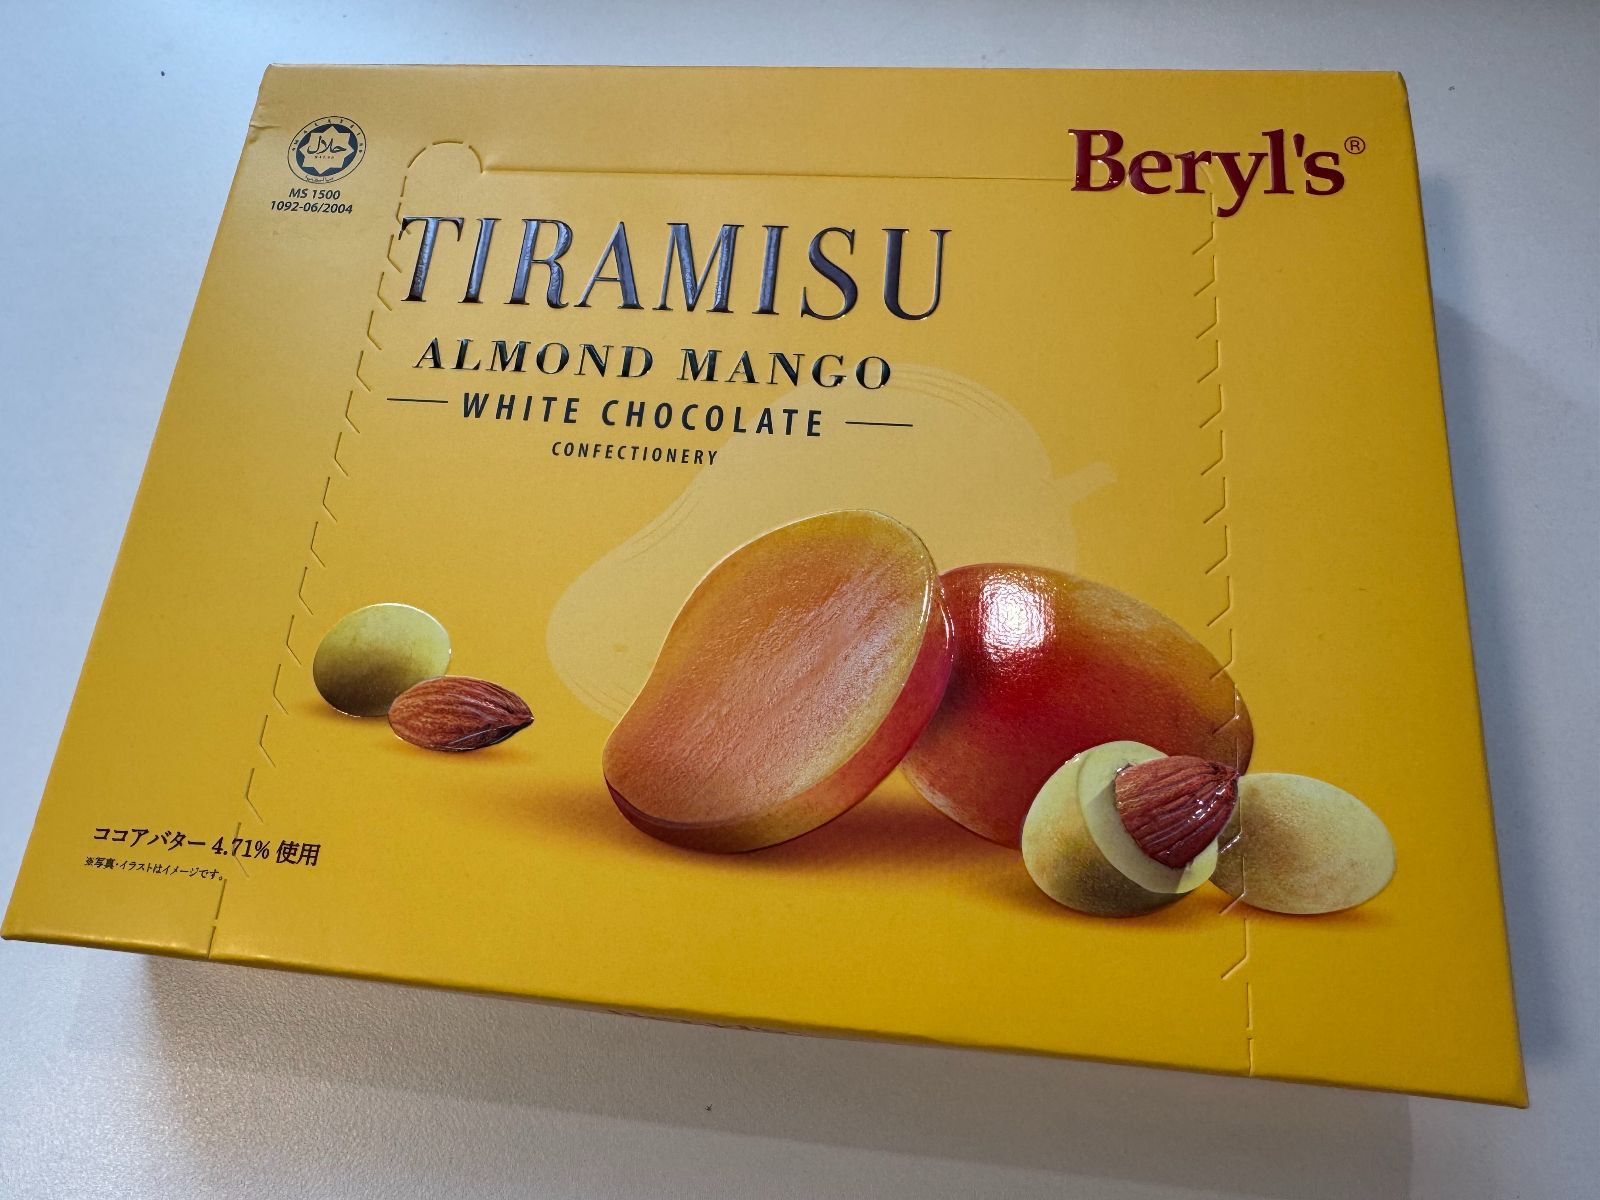 Beryl's®
حلال
MS 1500
1092-06/2004
TIRAMISU
ALMOND MANGO
WHITE CHOCOLATE
CONFECTIONERY
ココアバター 4.71% 使用
※写真・イラストはイメージです。